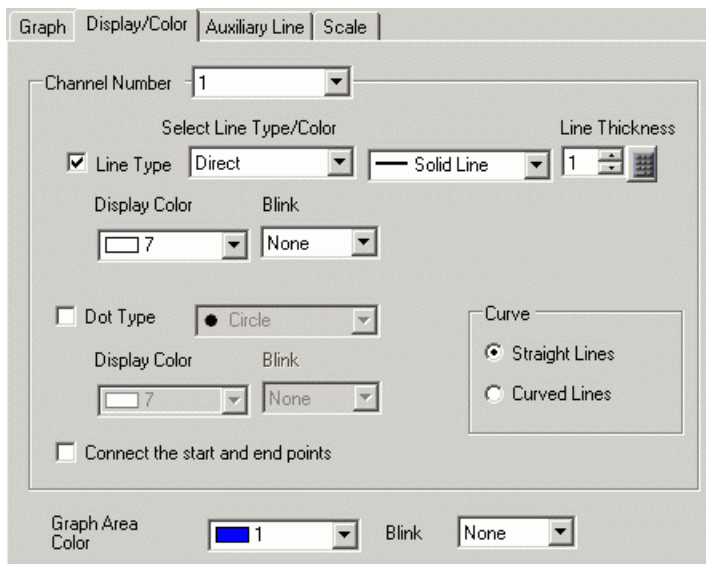 Graph Display/Color Auxiliary Line Scale
Channel Number 1
Select Line Type/Color Line Thickness
Line Type Direct Solid Line 1
Display Color Blink
7 None
Dot Type Circle
Curve
Display Color Blink
Straight Lines
7 None
Curved Lines
Connect the start and end points
Graph Area
Color
1 Blink None